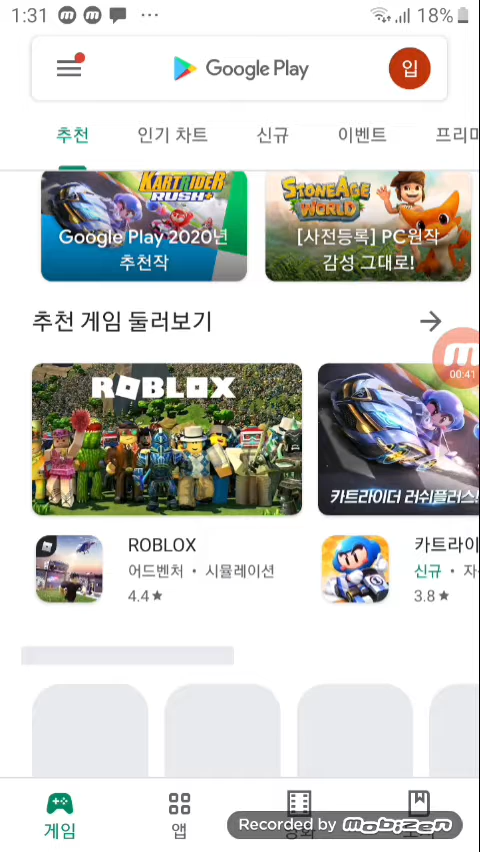 1:31
18%
Google Play
입
추천
인기 차트
신규
이벤트
프리미
KARTRIDER
RUSH+
Google Play 2020년
추천작
STONEAGE
WORLD
[사전등록] PC원작
감성 그대로!
추천 게임 둘러보기
00:41
ROBLOX
카트라이더 러쉬플러스!
ROBLOX
어드벤처 • 시뮬레이션
4.4★
카트라이
신규 •
3.8★
게임
앱
Recorded by mobizen